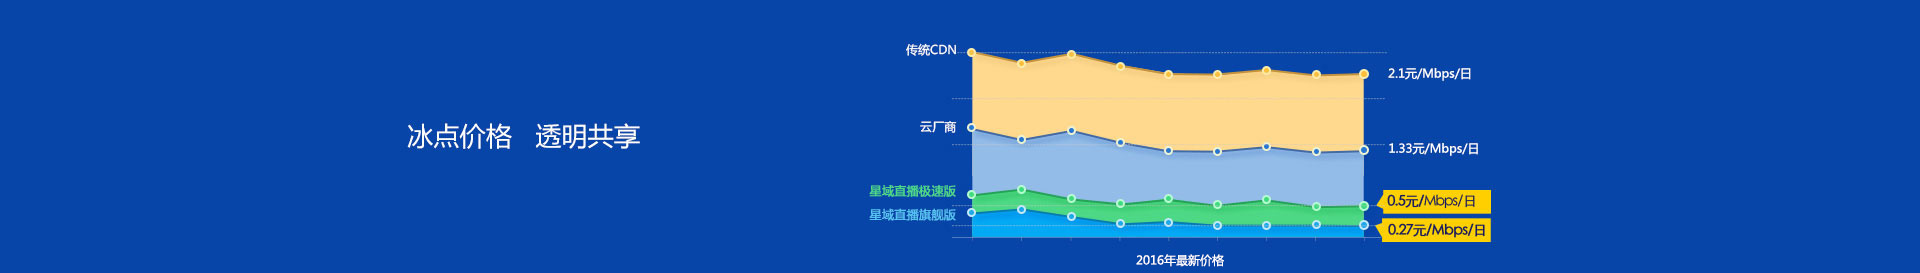 冰点价格 透明共享
传统CDN
2.1元/Mbps/日
云厂商
1.33元/Mbps/日
星域直播极速版
0.5元/Mbps/日
星域直播旗舰版
0.27元/Mbps/日
2016年最新价格